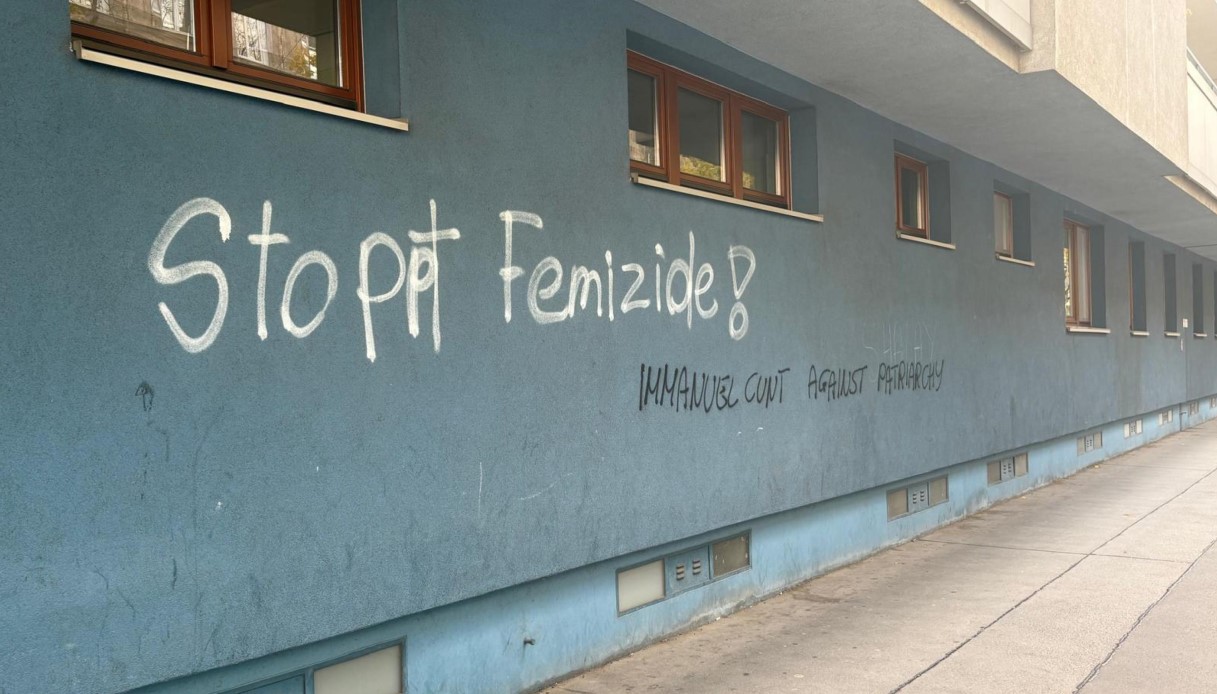 Stoppt Femizide!
IMMANUEL CUNT AGAINST PATRIARCHY